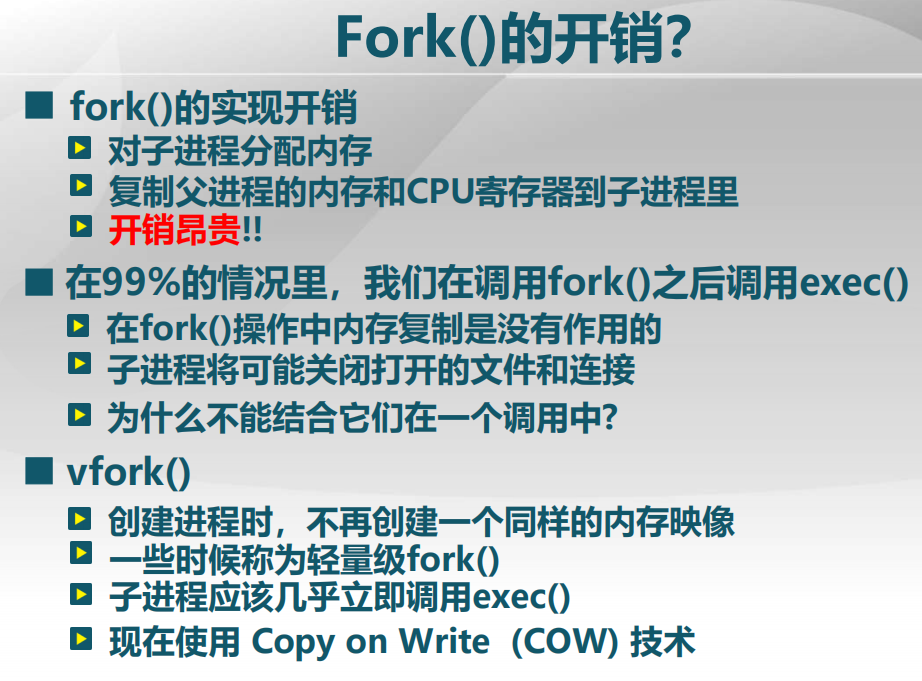 Fork()的开销?
fork()的实现开销
对子进程分配内存
复制父进程的内存和CPU寄存器到子进程里
开销昂贵!!
在99%的情况里，我们在调用fork()之后调用exec()
在fork()操作中内存复制是没有作用的
子进程将可能关闭打开的文件和连接
为什么不能结合它们在一个调用中?
vfork()
创建进程时，不再创建一个同样的内存映像
一些时候称为轻量级fork()
子进程应该几乎立即调用exec()
现在使用 Copy on Write（COW) 技术